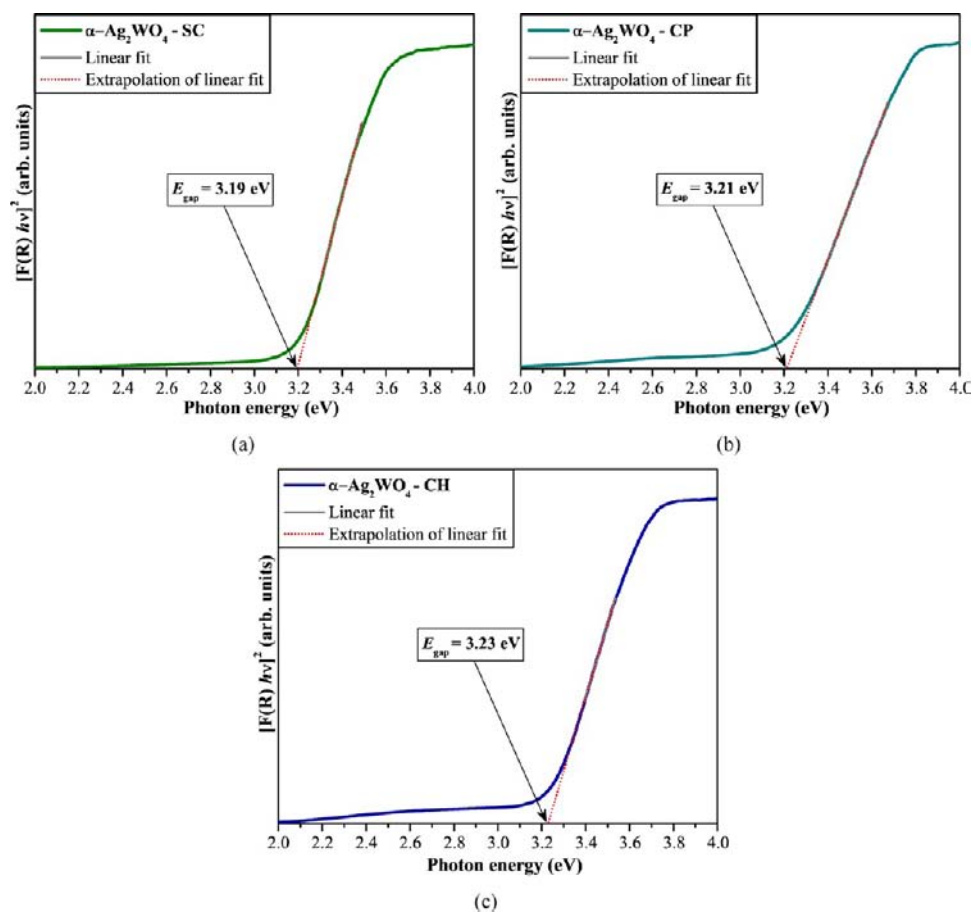 α−Ag₂WO₄ - SC
Linear fit
Extrapolation of linear fit
[F(R) hν]² (arb. units)
E_gap = 3.19 eV
2.0 2.2 2.4 2.6 2.8 3.0 3.2 3.4 3.6 3.8 4.0
Photon energy (eV)
(a)
α−Ag₂WO₄ - CP
Linear fit
Extrapolation of linear fit
[F(R) hν]² (arb. units)
E_gap = 3.21 eV
2.0 2.2 2.4 2.6 2.8 3.0 3.2 3.4 3.6 3.8 4.0
Photon energy (eV)
(b)
α−Ag₂WO₄ - CH
Linear fit
Extrapolation of linear fit
[F(R) hν]² (arb. units)
E_gap = 3.23 eV
2.0 2.2 2.4 2.6 2.8 3.0 3.2 3.4 3.6 3.8 4.0
Photon energy (eV)
(c)